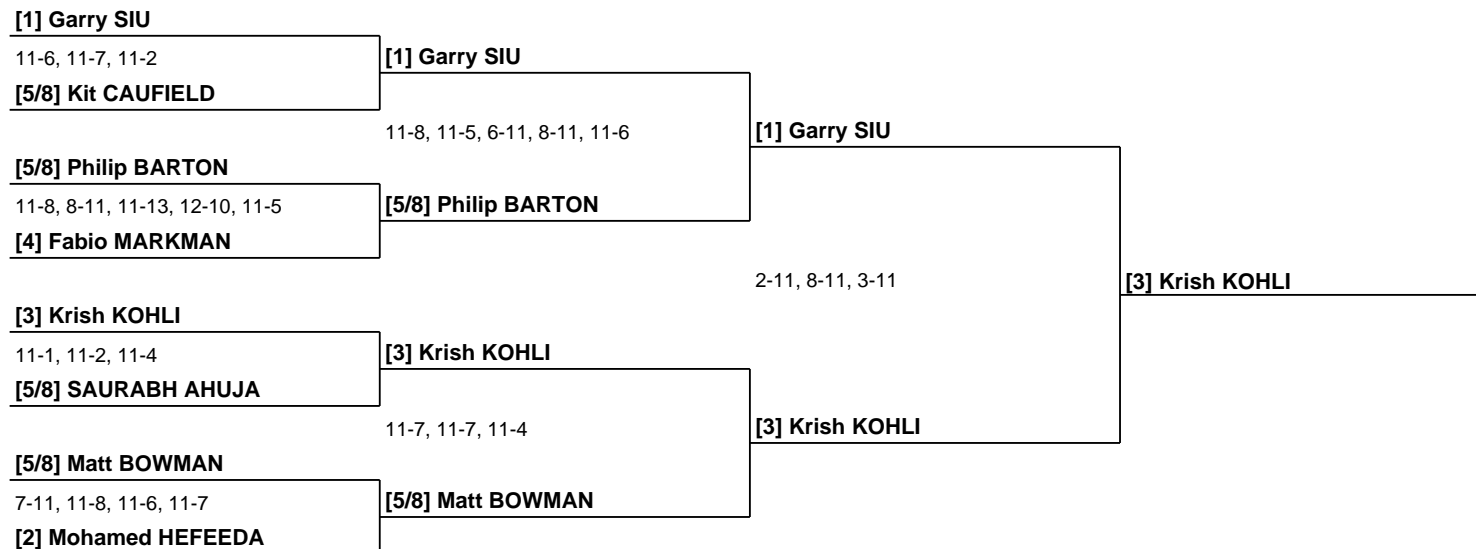 [1] Garry SIU
11-6, 11-7, 11-2
[5/8] Kit CAUFIELD
[5/8] Philip BARTON
11-8, 8-11, 11-13, 12-10, 11-5
[4] Fabio MARKMAN
[3] Krish KOHLI
11-1, 11-2, 11-4
[5/8] SAURABH AHUJA
[5/8] Matt BOWMAN
7-11, 11-8, 11-6, 11-7
[2] Mohamed HEFEEDA
[1] Garry SIU
11-8, 11-5, 6-11, 8-11, 11-6
[5/8] Philip BARTON
[3] Krish KOHLI
11-7, 11-7, 11-4
[5/8] Matt BOWMAN
[1] Garry SIU
2-11, 8-11, 3-11
[3] Krish KOHLI
[3] Krish KOHLI